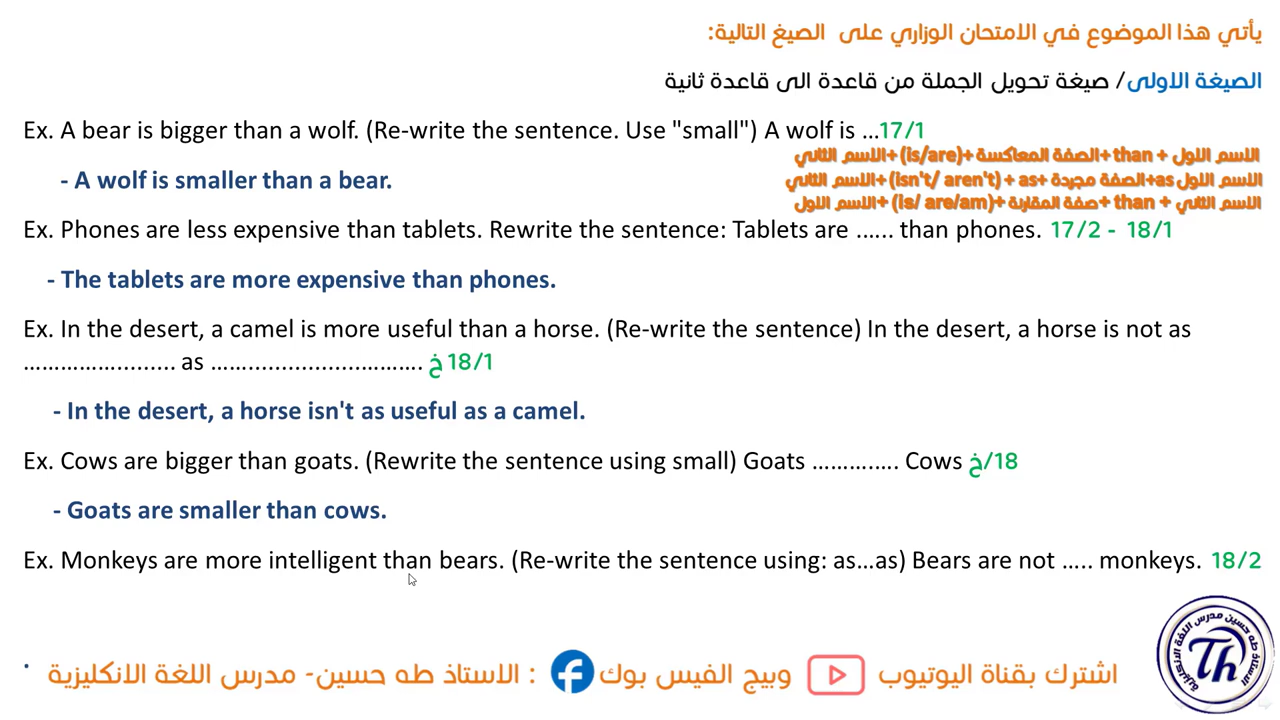 يأتي هذا الموضوع في الامتحان الوزاري على الصيغ التالية:
الصيغة الاولى/ صيغة تحويل الجملة من قاعدة الى قاعدة ثانية
Ex. A bear is bigger than a wolf. (Re-write the sentence. Use "small") A wolf is ...17/1
الاسم الاول + than+الصفة المعاكسة +(is/are)+الاسم الثاني
- A wolf is smaller than a bear.
الاسم الاول as+الصفة مجردة +as + (isn't/ aren't)+الاسم الثاني
الاسم الثاني + than+ صفة المقارنة+(is/ are/am)+الاسم الاول
Ex. Phones are less expensive than tablets. Rewrite the sentence: Tablets are ...... than phones. 17/2 - 18/1
- The tablets are more expensive than phones.
Ex. In the desert, a camel is more useful than a horse. (Re-write the sentence) In the desert, a horse is not as
........................ as ................................. خ 18/1
- In the desert, a horse isn't as useful as a camel.
Ex. Cows are bigger than goats. (Rewrite the sentence using small) Goats .............. Cows خ/18
- Goats are smaller than cows.
Ex. Monkeys are more intelligent than bears. (Re-write the sentence using: as...as) Bears are not ..... monkeys. 18/2
اشترك بقناة اليوتيوب وبيج الفيس بوك : الاستاذ طه حسين- مدرس اللغة الانكليزية
الاستاذ طه حسين مدرس اللغة الانكليزية
Th